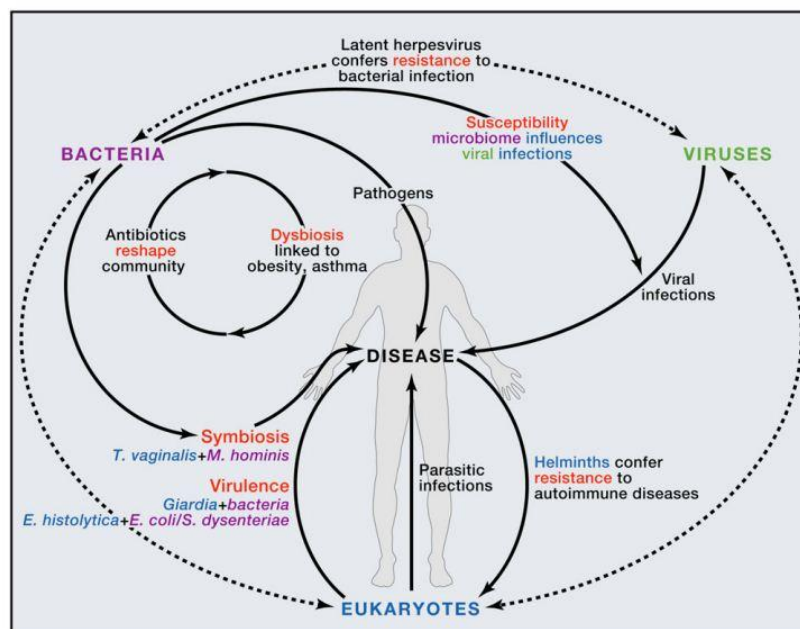 Latent herpesvirus
confers resistance to
bacterial infection
Susceptibility
microbiome influences
viral infections
BACTERIA
VIRUSES
Pathogens
Antibiotics
reshape
community
Dysbiosis
linked to
obesity, asthma
Viral
infections
DISEASE
Symbiosis
T. vaginalis+M. hominis
Virulence
Giardia+bacteria
E. histolytica+E. coli/S. dysenteriae
Parasitic
infections
Helminths confer
resistance to
autoimmune diseases
EUKARYOTES